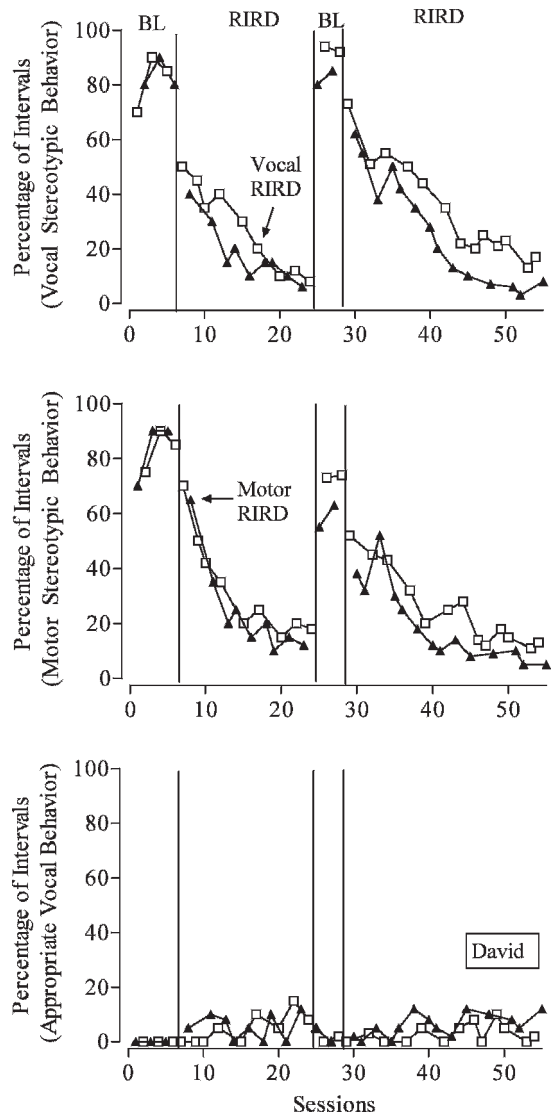 BL RIRD BL RIRD
Percentage of Intervals
(Vocal Stereotypic Behavior)
100
80
60
40
20
0
Vocal
RIRD
0 10 20 30 40 50
Percentage of Intervals
(Motor Stereotypic Behavior)
100
80
60
40
20
0
Motor
RIRD
0 10 20 30 40 50
Percentage of Intervals
(Appropriate Vocal Behavior)
100
80
60
40
20
0
David
0 10 20 30 40 50
Sessions